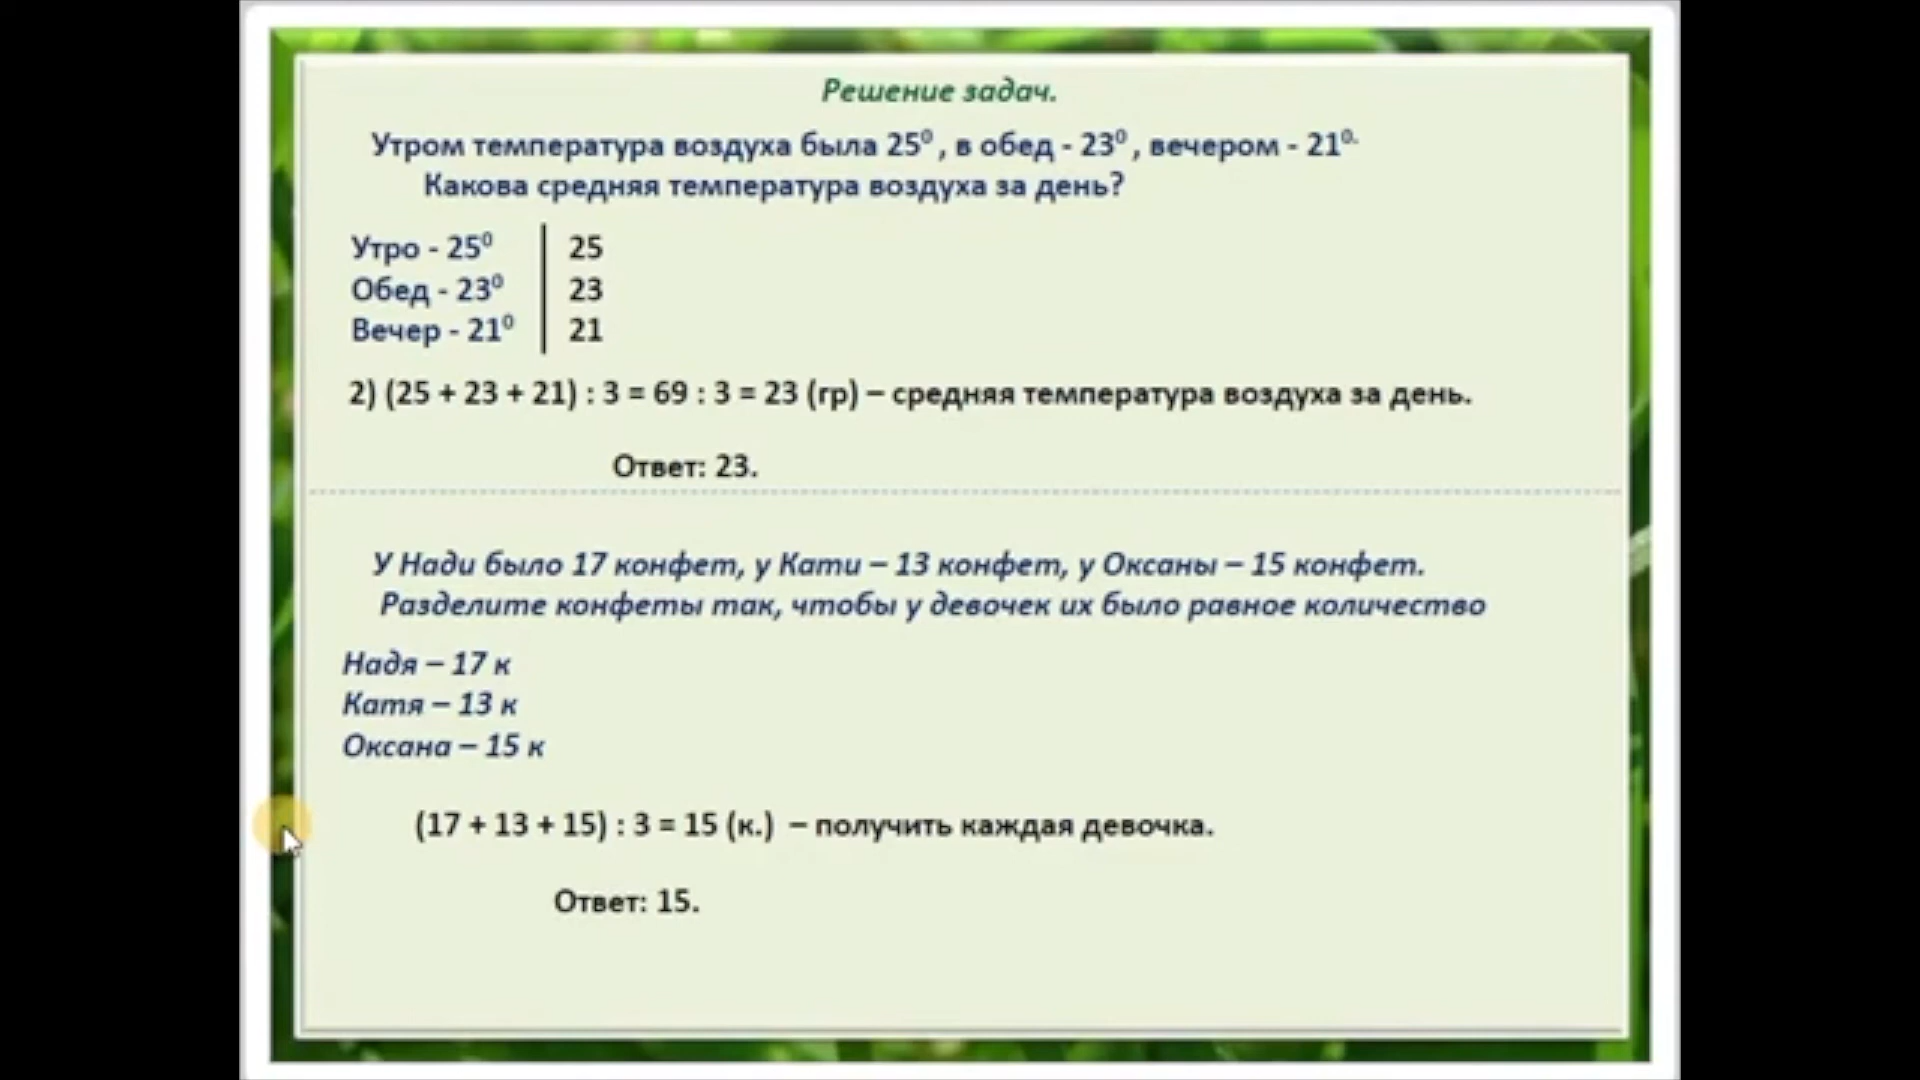 Решение задач.
Утром температура воздуха была 25⁰ , в обед - 23⁰ , вечером - 21⁰·
Какова средняя температура воздуха за день?
Утро - 25⁰ 25
Обед - 23⁰ 23
Вечер - 21⁰ 21
2) (25 + 23 + 21) : 3 = 69 : 3 = 23 (гр) – средняя температура воздуха за день.
Ответ: 23.
У Нади было 17 конфет, у Кати – 13 конфет, у Оксаны – 15 конфет.
Разделите конфеты так, чтобы у девочек их было равное количество
Надя – 17 к
Катя – 13 к
Оксана – 15 к
(17 + 13 + 15) : 3 = 15 (к.) – получить каждая девочка.
Ответ: 15.